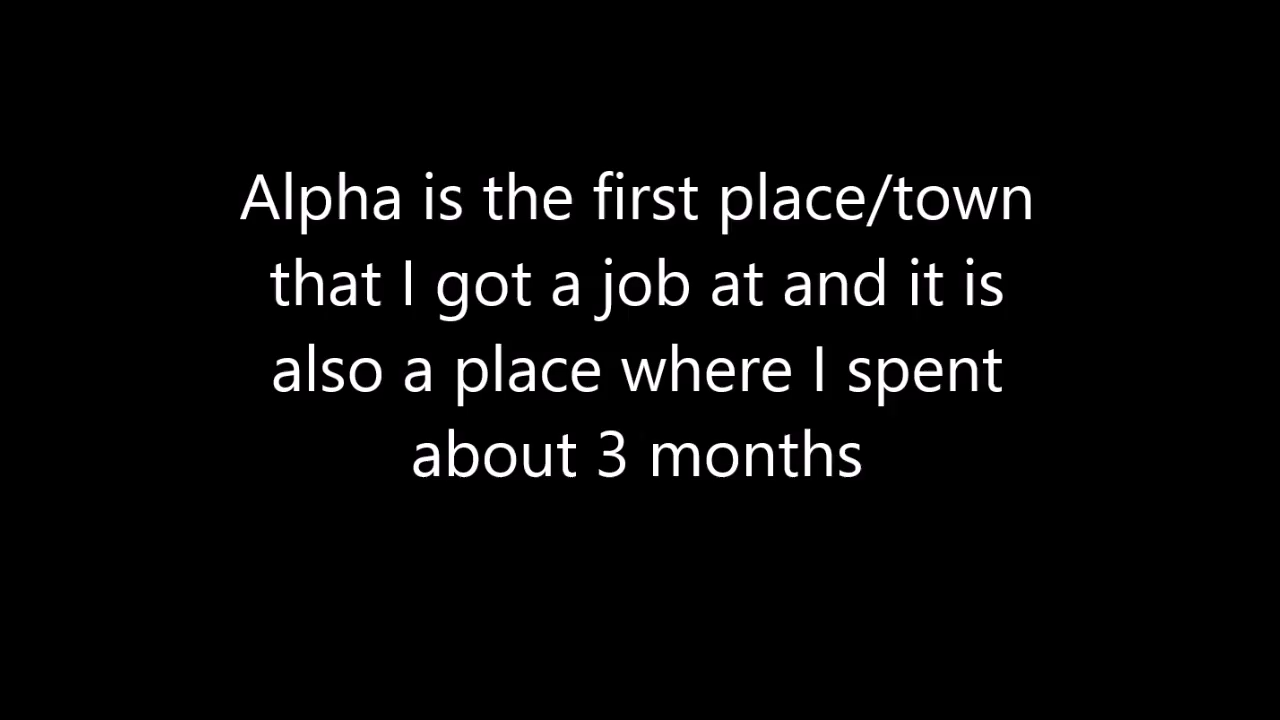 Alpha is the first place/town
that I got a job at and it is
also a place where I spent
about 3 months